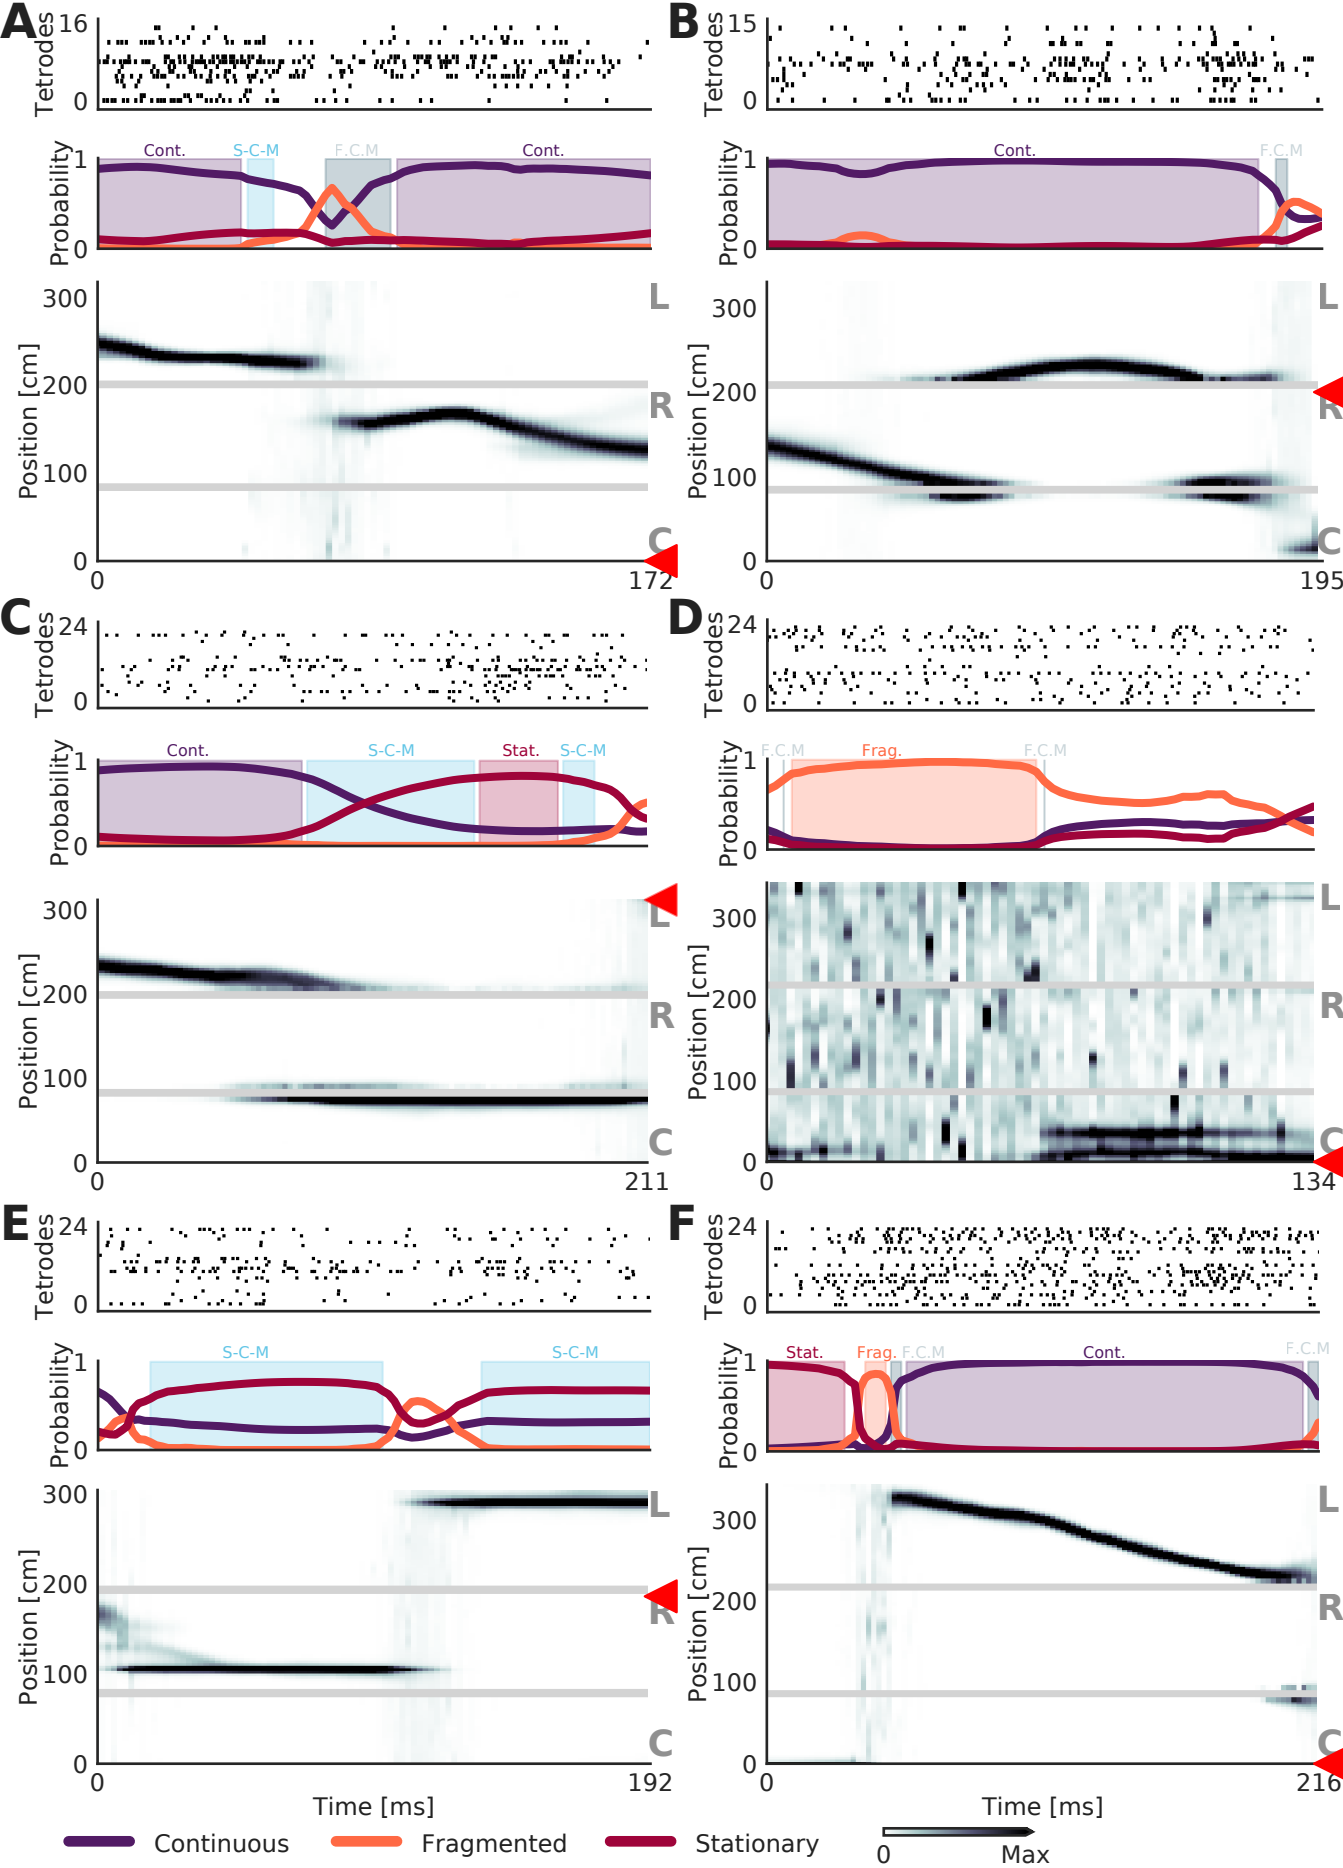 A
Tetrodes
16
0
Probability
1
0
Cont.
S-C-M
F.C.M
Cont.
Position [cm]
300
200
100
0
L
R
C
0
172
B
Tetrodes
15
0
Probability
1
0
Cont.
F.C.M
Position [cm]
300
200
100
0
L
R
C
0
195
C
Tetrodes
24
0
Probability
1
0
Cont.
S-C-M
Stat.
S-C-M
Position [cm]
300
200
100
0
L
R
C
0
211
D
Tetrodes
24
0
Probability
1
0
F.C.M
Frag.
F.C.M
Position [cm]
300
200
100
0
L
R
C
0
134
E
Tetrodes
24
0
Probability
1
0
S-C-M
S-C-M
Position [cm]
300
200
100
0
L
R
C
0
192
Time [ms]
F
Tetrodes
24
0
Probability
1
0
Stat.
Frag.
F.C.M
Cont.
F.C.M
Position [cm]
300
200
100
0
L
R
C
0
216
Time [ms]
Continuous
Fragmented
Stationary
0
Max